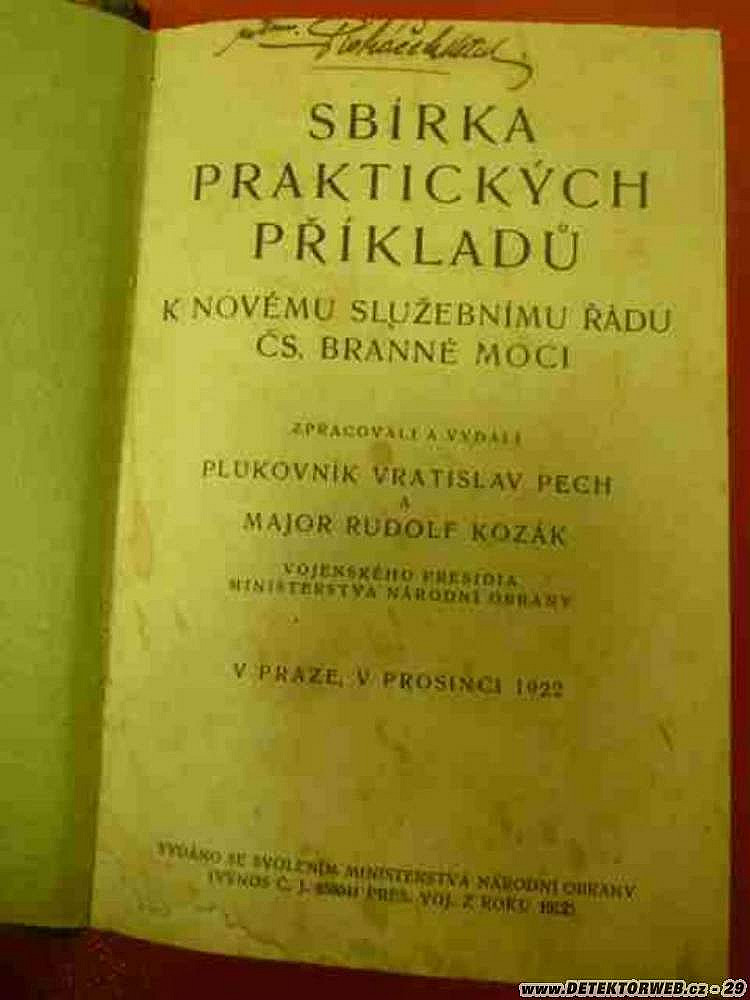 SBÍRKA
PRAKTICKÝCH
PŘÍKLADŮ
K NOVÉMU SLUŽEBNÍMU ŘÁDU
ČS. BRANNÉ MOCI
ZPRACOVALI A VYDALI
PLUKOVNÍK VRATISLAV PECH
A
MAJOR RUDOLF KOZÁK
VOJENSKÉHO PRESIDIA
MINISTERSTVA NÁRODNÍ OBRANY
V PRAZE, V PROSINCI 1922
VYDÁNO SE SVOLENÍM MINISTERSTVA NÁRODNÍ OBRANY
(VÝNOS Č. J. PRES. VOJ. Z ROKU 1922)
www.DETEKTORWEB.cz - 29